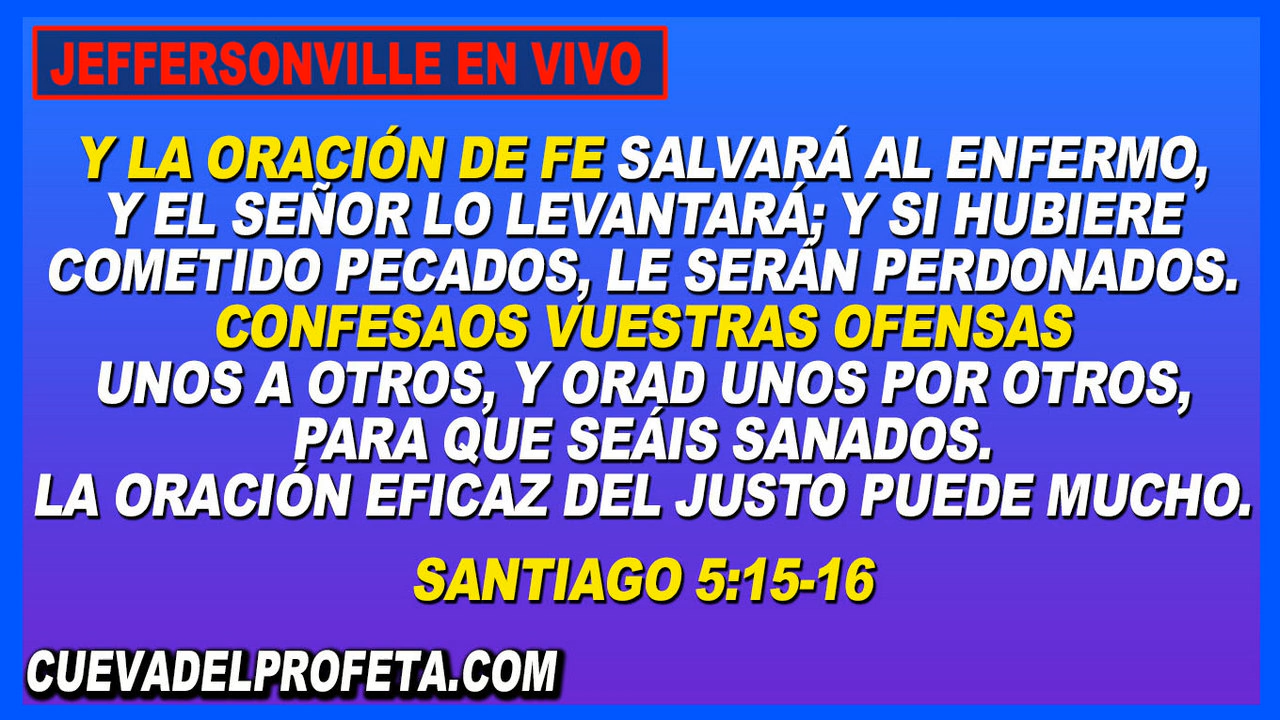 JEFFERSONVILLE EN VIVO
Y LA ORACIÓN DE FE SALVARÁ AL ENFERMO,
Y EL SEÑOR LO LEVANTARÁ; Y SI HUBIERE
COMETIDO PECADOS, LE SERÁN PERDONADOS.
CONFESAOS VUESTRAS OFENSAS
UNOS A OTROS, Y ORAD UNOS POR OTROS,
PARA QUE SEÁIS SANADOS.
LA ORACIÓN EFICAZ DEL JUSTO PUEDE MUCHO.
SANTIAGO 5:15-16
CUEVADELPROFETA.COM